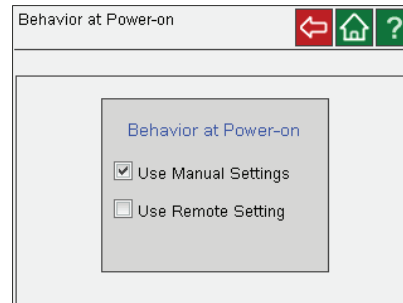 Behavior at Power-on
?
Behavior at Power-on
Use Manual Settings
Use Remote Setting